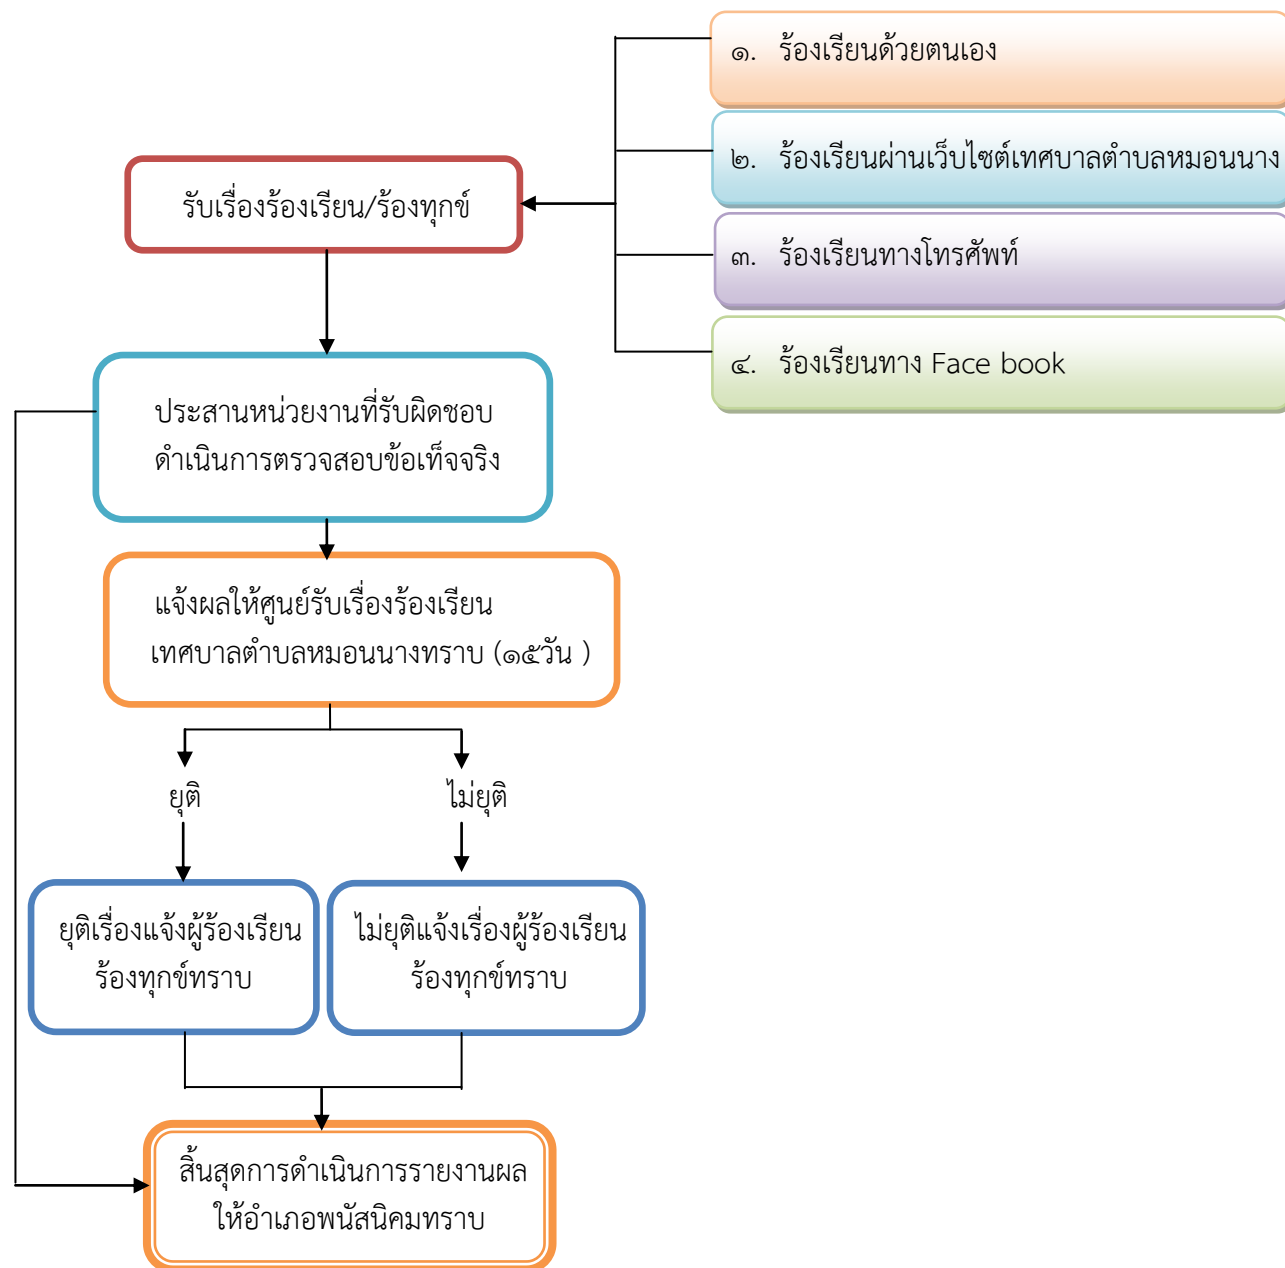 ๑. ร้องเรียนด้วยตนเอง
๒. ร้องเรียนผ่านเว็บไซต์เทศบาลตำบลหมอนนาง
รับเรื่องร้องเรียน/ร้องทุกข์
๓. ร้องเรียนทางโทรศัพท์
๔. ร้องเรียนทาง Face book
ประสานหน่วยงานที่รับผิดชอบ
ดำเนินการตรวจสอบข้อเท็จจริง
แจ้งผลให้ศูนย์รับเรื่องร้องเรียน
เทศบาลตำบลหมอนนางทราบ (๑๕วัน )
ยุติ
ไม่ยุติ
ยุติเรื่องแจ้งผู้ร้องเรียน
ร้องทุกข์ทราบ
ไม่ยุติแจ้งเรื่องผู้ร้องเรียน
ร้องทุกข์ทราบ
สิ้นสุดการดำเนินการรายงานผล
ให้อำเภอพนัสนิคมทราบ